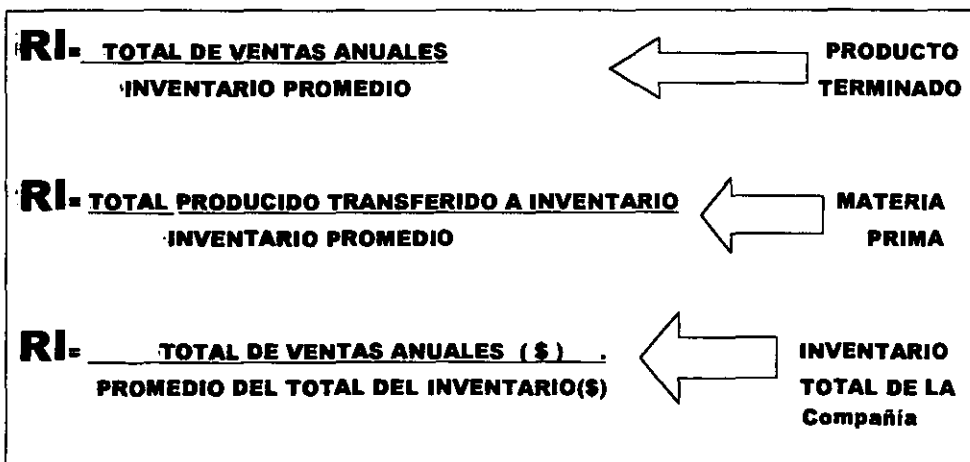 RI= TOTAL DE VENTAS ANUALES
INVENTARIO PROMEDIO
PRODUCTO
TERMINADO
RI= TOTAL PRODUCIDO TRANSFERIDO A INVENTARIO
INVENTARIO PROMEDIO
MATERIA
PRIMA
RI= TOTAL DE VENTAS ANUALES ( $ ) .
PROMEDIO DEL TOTAL DEL INVENTARIO($)
INVENTARIO
TOTAL DE LA
Compañía